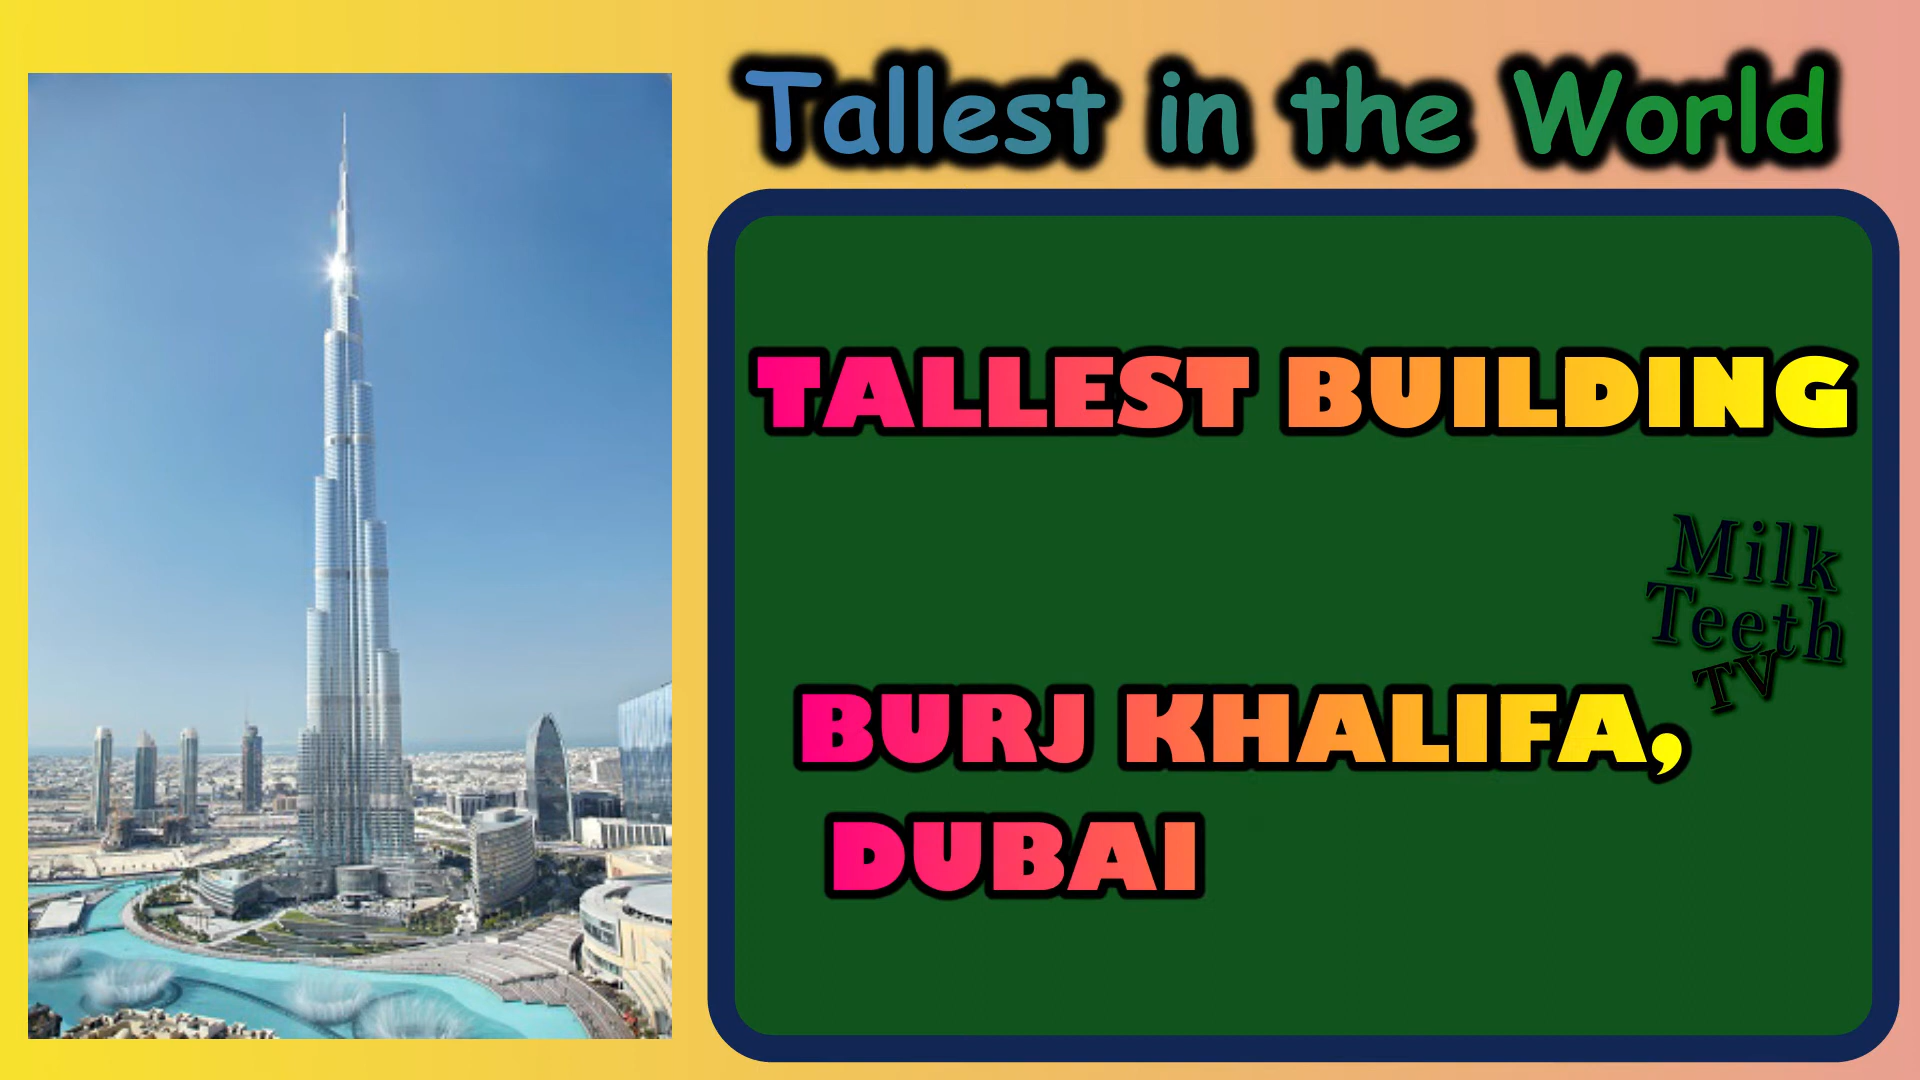 Tallest in the World
TALLEST BUILDING
Milk
Teeth
TV
BURJ KHALIFA,
DUBAI